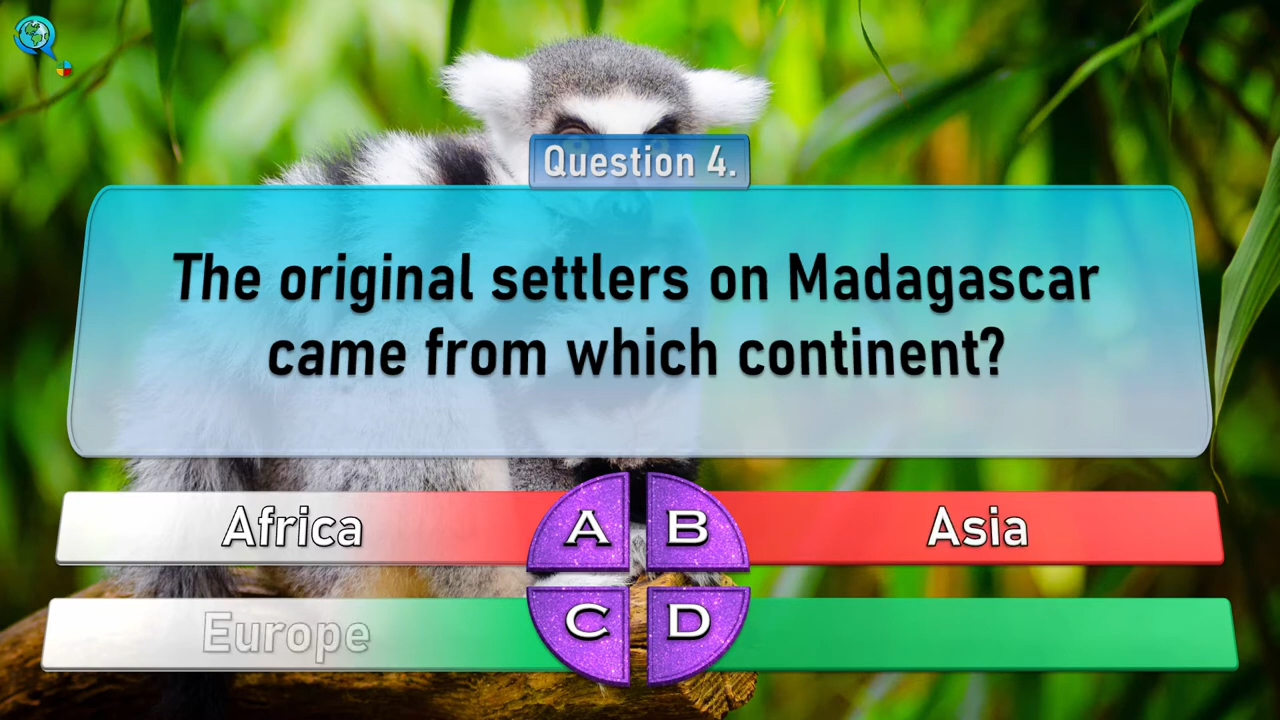 Question 4.
The original settlers on Madagascar
came from which continent?
Africa
A
B
Asia
Europe
C
D